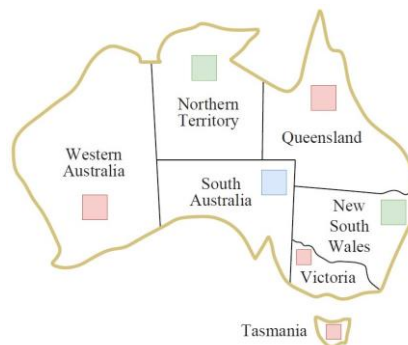 Northern
Territory
Queensland
Western
Australia
South
Australia
New
South
Wales
Victoria
Tasmania